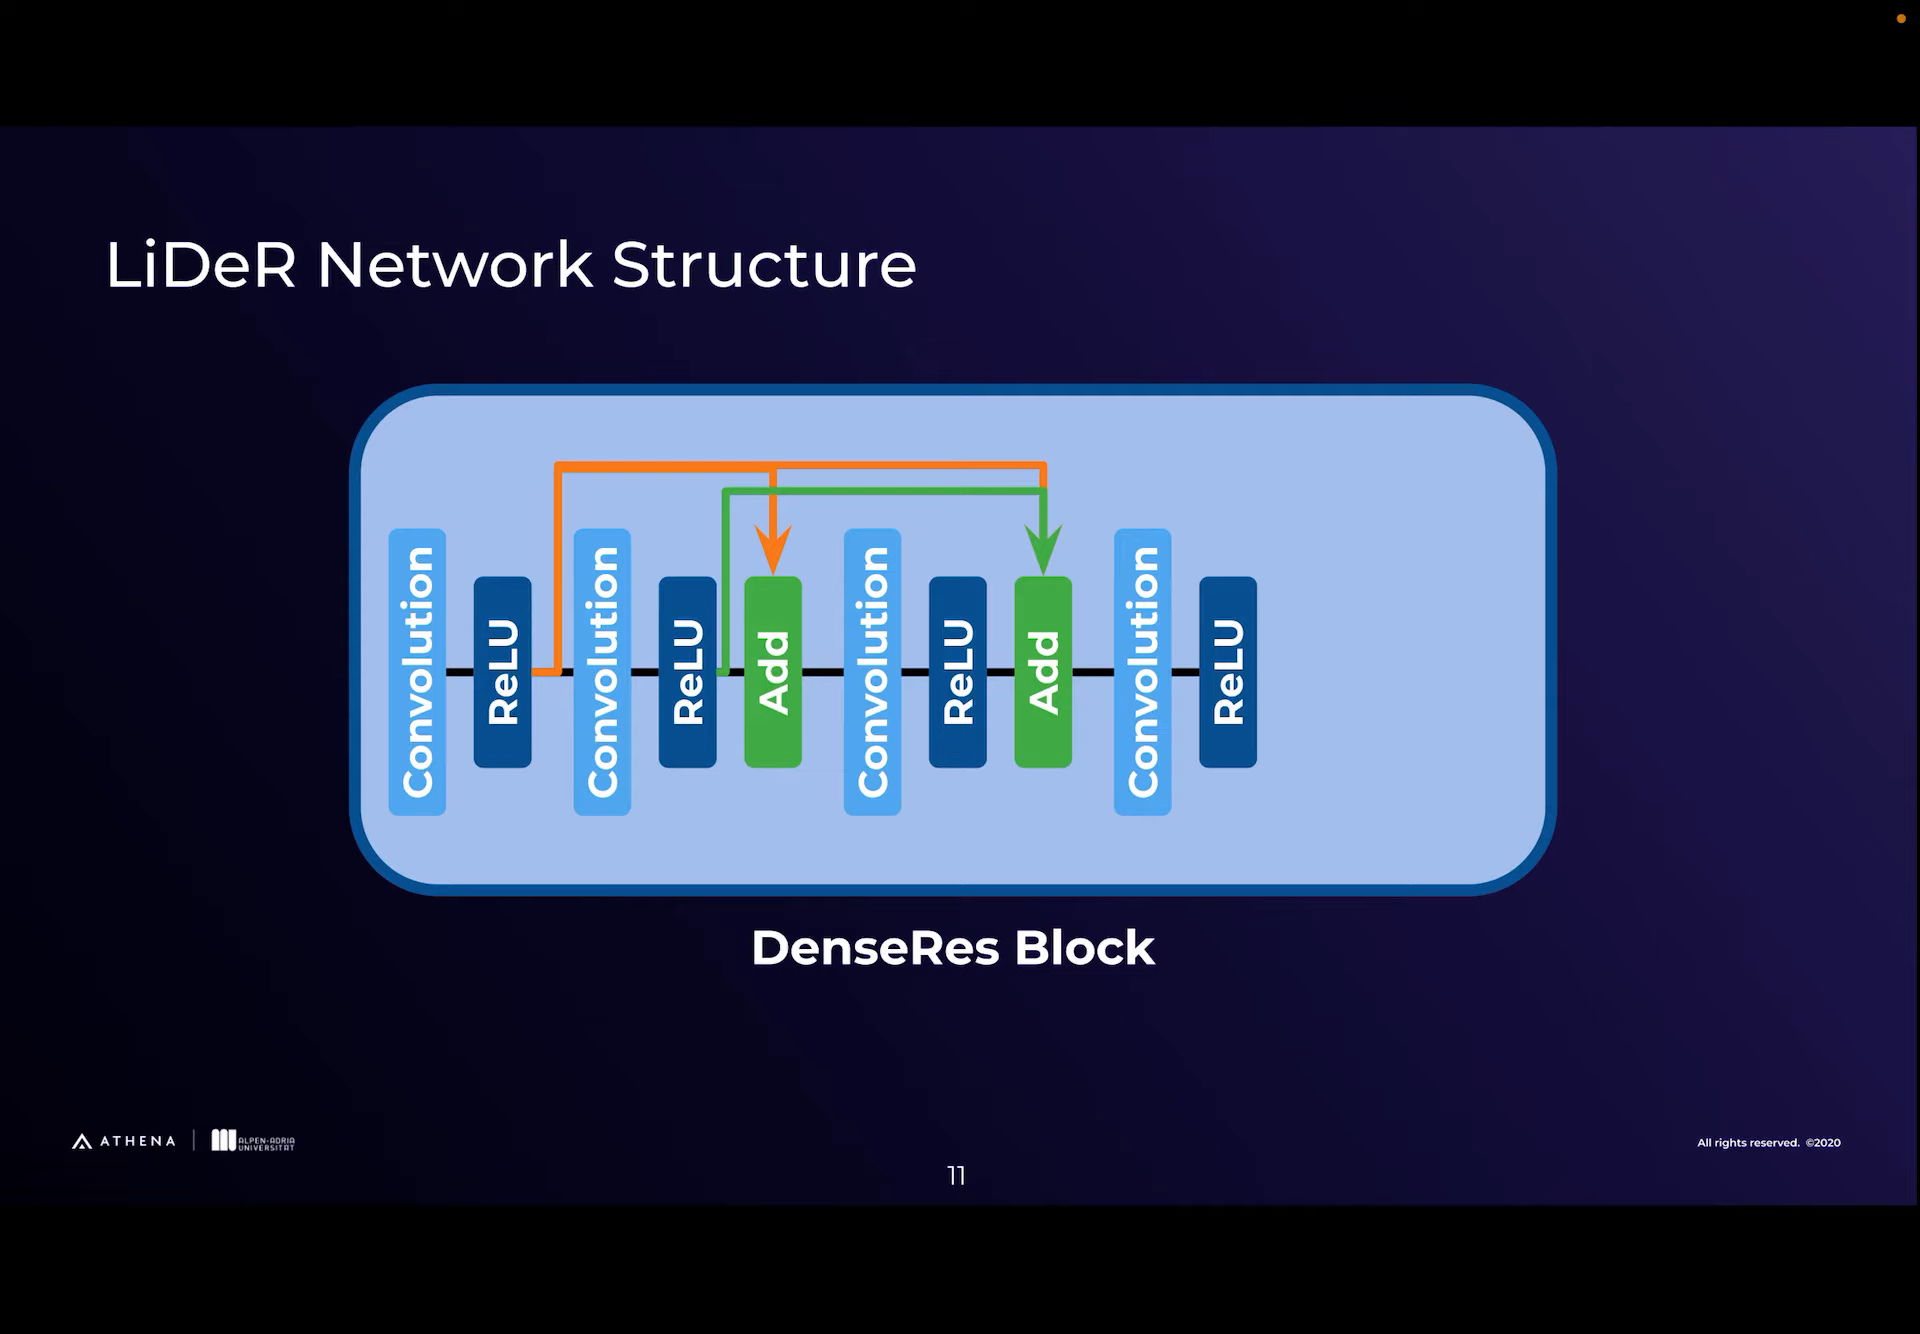 LiDeR Network Structure
Convolution
ReLU
Convolution
ReLU
Add
Convolution
ReLU
Add
Convolution
ReLU
DenseRes Block
ATHENA
ALPEN-ADRIA
UNIVERSITÄT
All rights reserved. ©2020
11